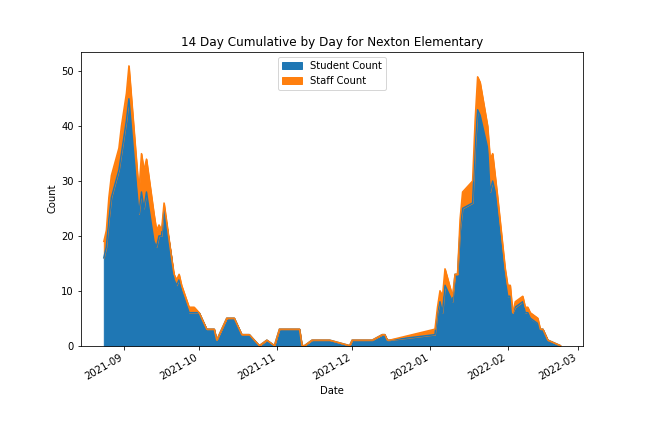 14 Day Cumulative by Day for Nexton Elementary
Student Count
Staff Count
50
40
30
20
10
0
Count
2021-09
2021-10
2021-11
2021-12
2022-01
2022-02
2022-03
Date